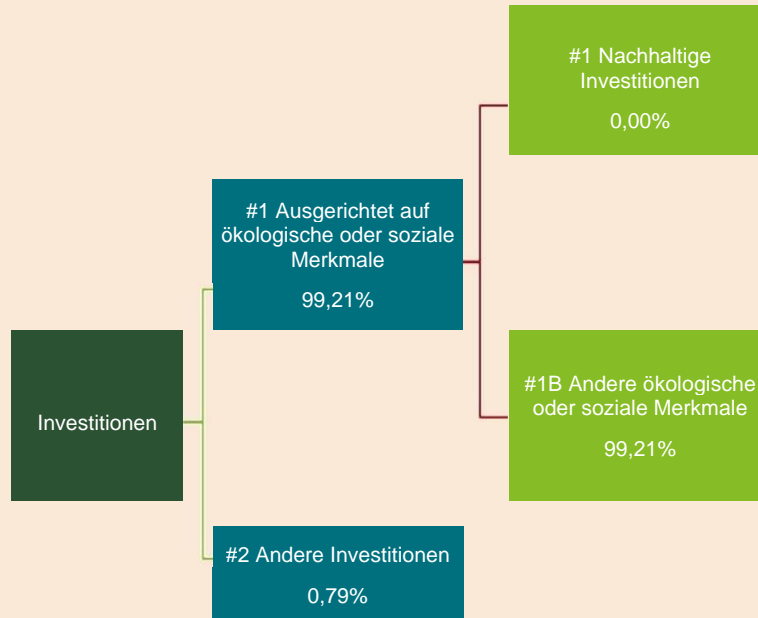 #1 Nachhaltige
Investitionen
0,00%
#1 Ausgerichtet auf
ökologische oder soziale
Merkmale
99,21%
Investitionen
#1B Andere ökologische
oder soziale Merkmale
99,21%
#2 Andere Investitionen
0,79%